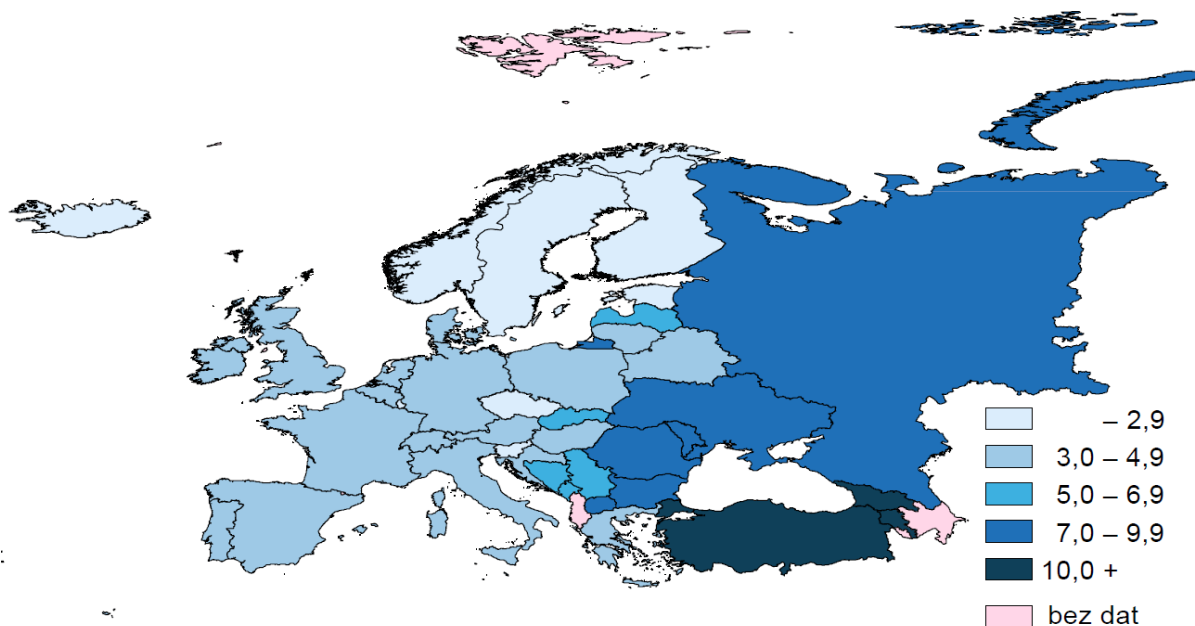 – 2,9
3,0 – 4,9
5,0 – 6,9
7,0 – 9,9
10,0 +
bez dat